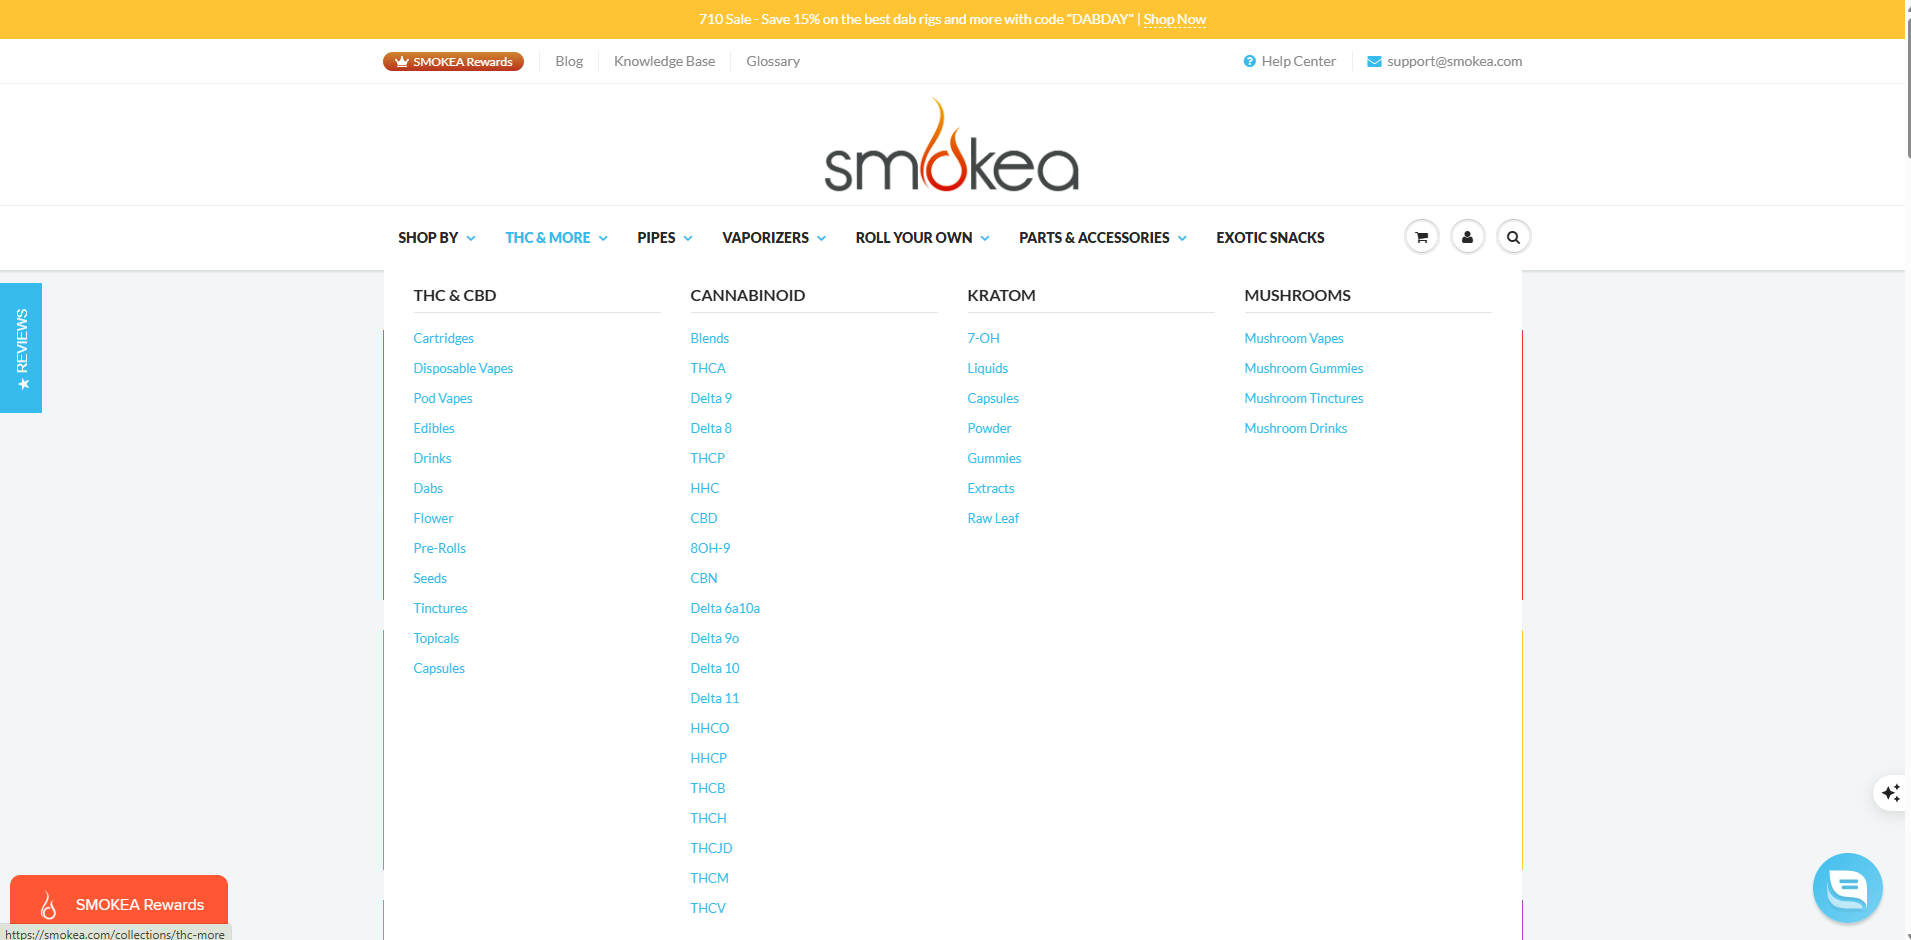 710 Sale - Save 15% on the best dab rigs and more with code "DABDAY" | Shop Now
SMOKEA Rewards
Blog
Knowledge Base
Glossary
Help Center
support@smokea.com
smokea
SHOP BY
THC & MORE
PIPES
VAPORIZERS
ROLL YOUR OWN
PARTS & ACCESSORIES
EXOTIC SNACKS
★ REVIEWS
THC & CBD
Cartridges
Disposable Vapes
Pod Vapes
Edibles
Drinks
Dabs
Flower
Pre-Rolls
Seeds
Tinctures
Topicals
Capsules
CANNABINOID
Blends
THCA
Delta 9
Delta 8
THCP
HHC
CBD
8OH-9
CBN
Delta 6a10a
Delta 9o
Delta 10
Delta 11
HHCO
HHCP
THCB
THCH
THCJD
THCM
THCV
KRATOM
7-OH
Liquids
Capsules
Powder
Gummies
Extracts
Raw Leaf
MUSHROOMS
Mushroom Vapes
Mushroom Gummies
Mushroom Tinctures
Mushroom Drinks
SMOKEA Rewards
https://smokea.com/collections/thc-more